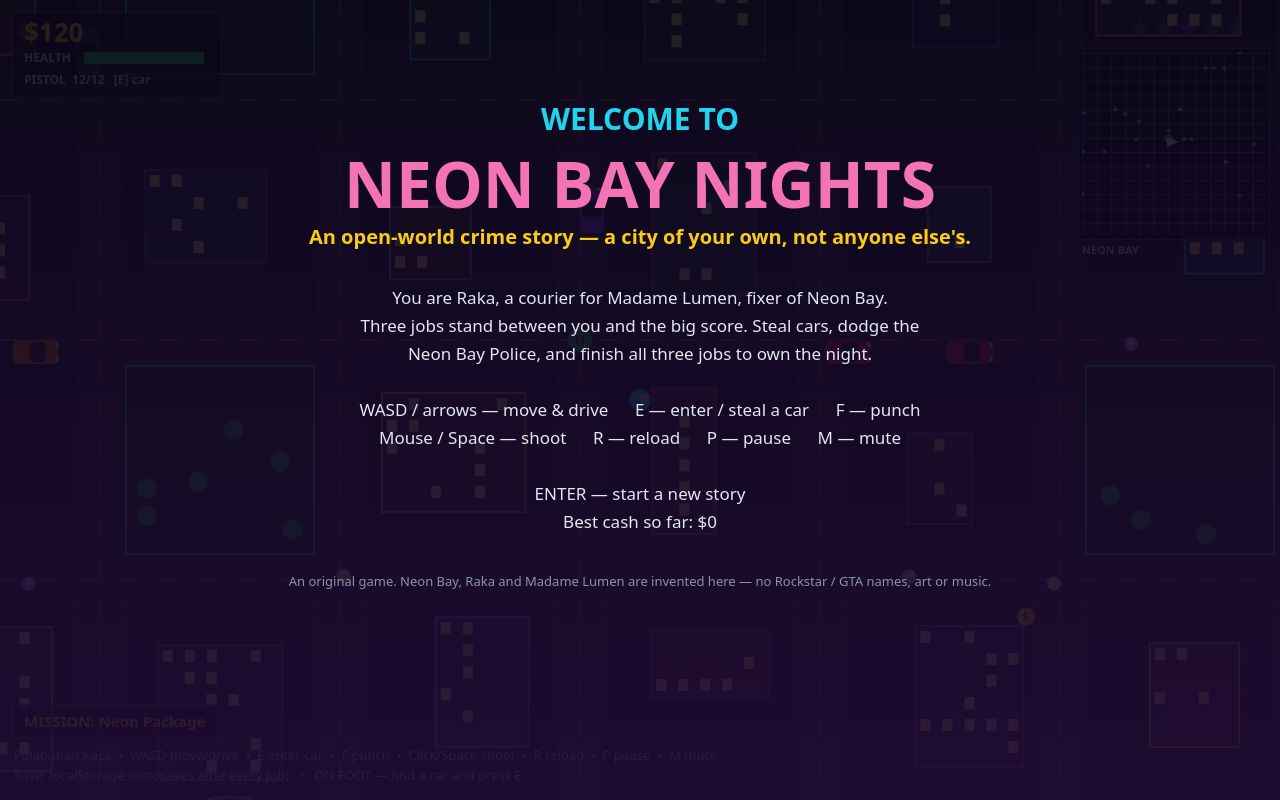 $120
HEALTH
PISTOL 12/12 [E] car
WELCOME TO
NEON BAY NIGHTS
An open-world crime story — a city of your own, not anyone else's.
NEON BAY
You are Raka, a courier for Madame Lumen, fixer of Neon Bay.
Three jobs stand between you and the big score. Steal cars, dodge the
Neon Bay Police, and finish all three jobs to own the night.
WASD / arrows — move & drive E — enter / steal a car F — punch
Mouse / Space — shoot R — reload P — pause M — mute
ENTER — start a new story
Best cash so far: $0
An original game. Neon Bay, Raka and Madame Lumen are invented here — no Rockstar / GTA names, art or music.
MISSION: Neon Package
Pelabuhan Kaca • WASD move/drive • E enter car • F punch • Click/Space shoot • R reload • P pause • M mute
Save: localStorage (autosaves after every job) • ON FOOT — find a car and press E